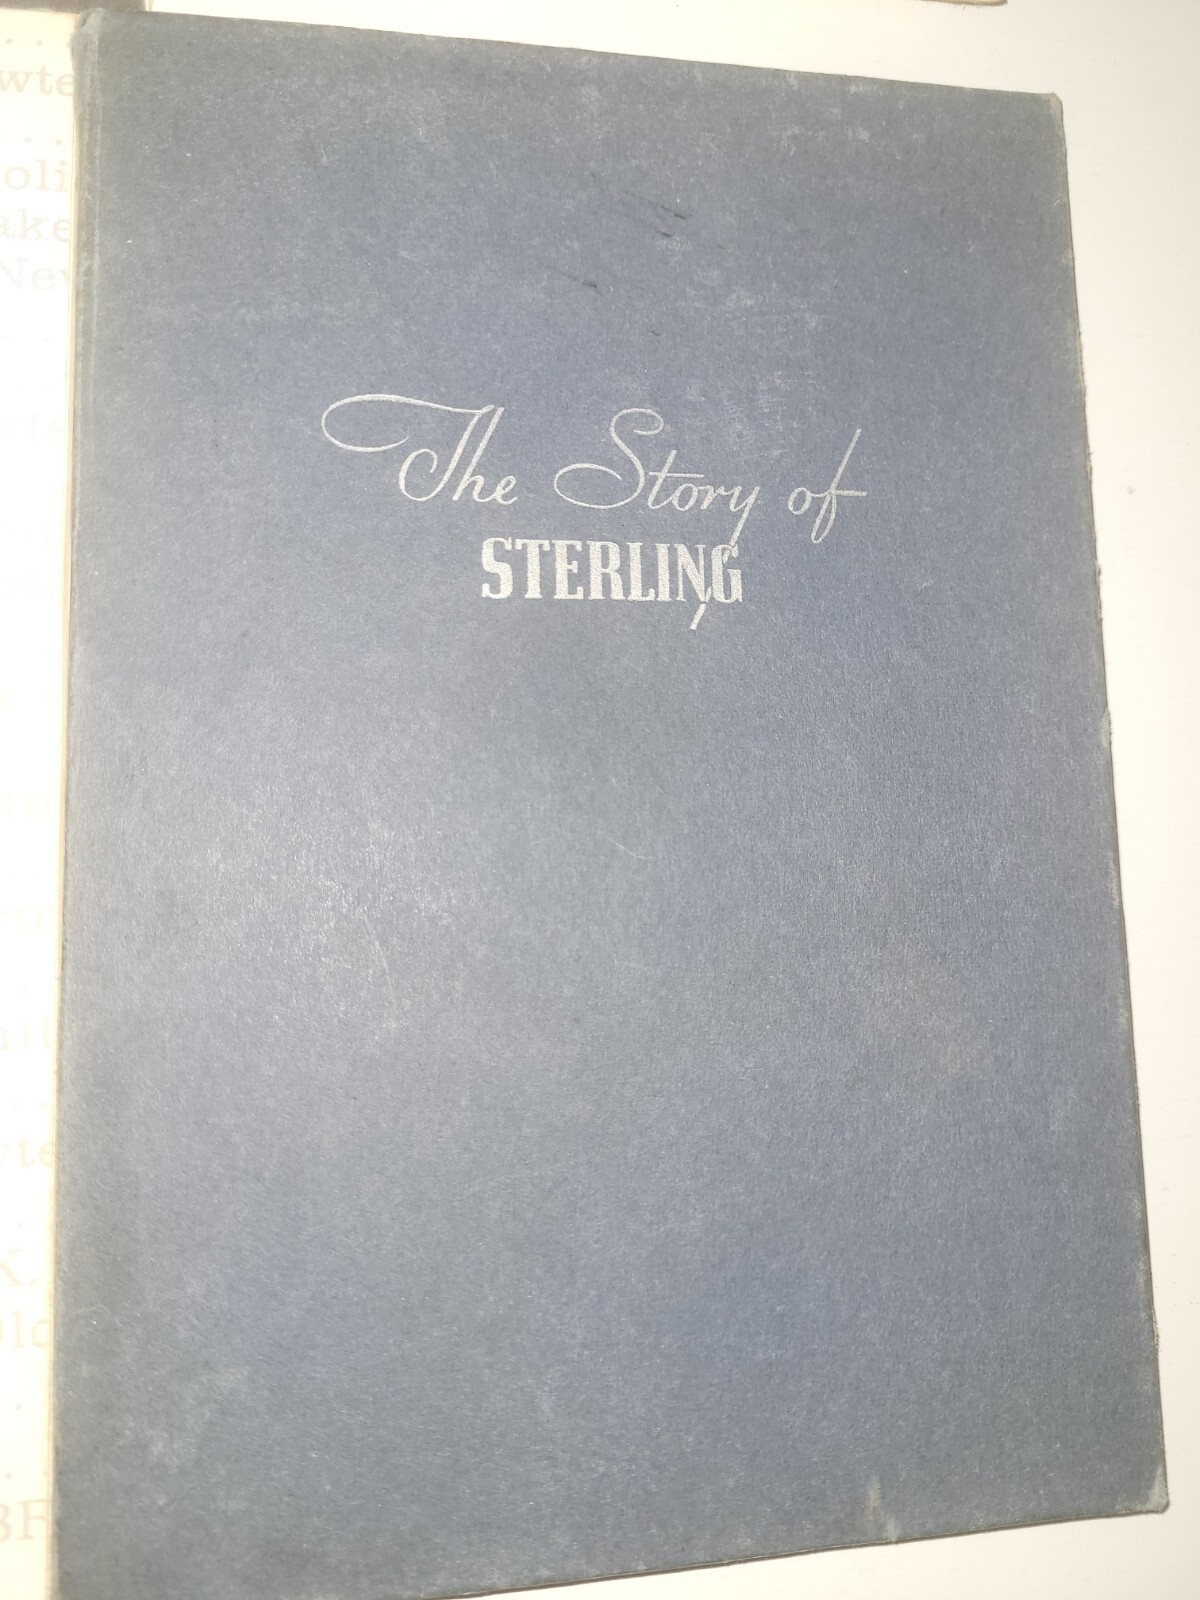 The Story of
STERLING